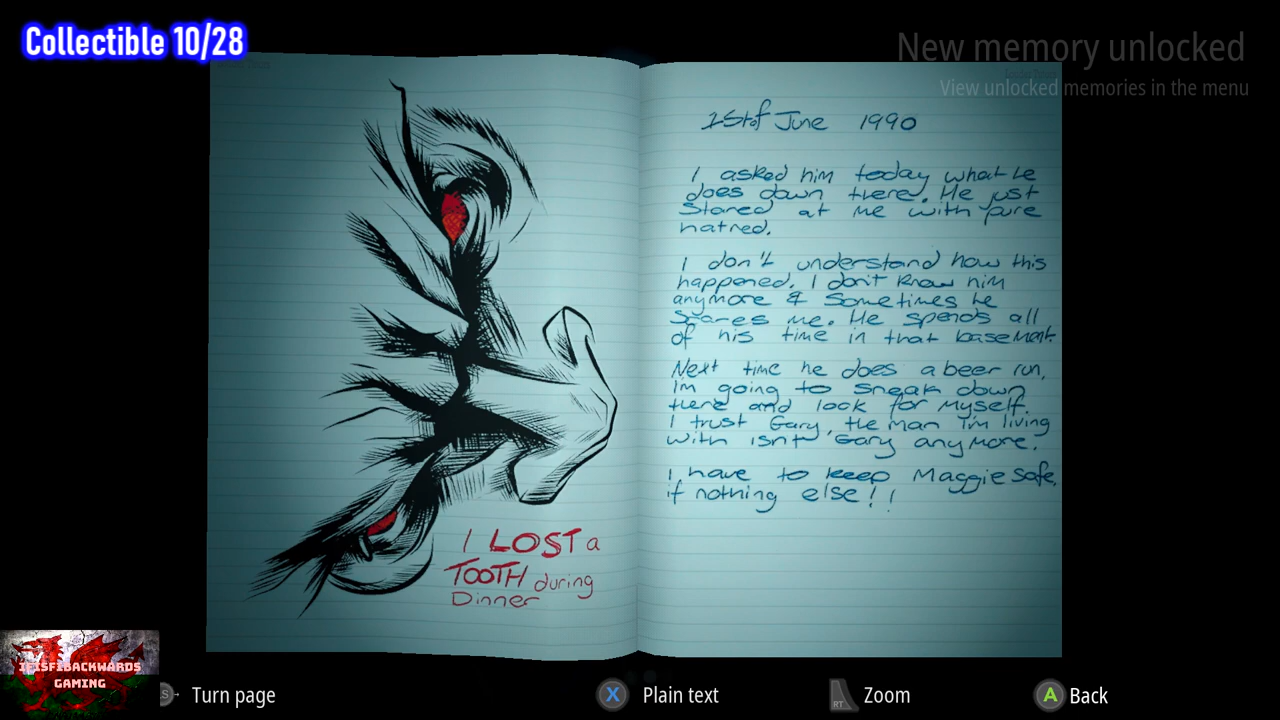 Collectible 10/28
New memory unlocked
View unlocked memories in the menu
1st of June 1990
I asked him today what he
does down there. He just
Stared at me with pure
hatred.
I don't understand how this
happened. I don't know him
anymore & Sometimes he
Scares me. He spends all
of his time in that basement.
Next time he does a beer run,
I'm going to sneak down
there and look for myself.
I trust Gary, the man I'm living
with isn't Gary anymore.
I have to keep Maggie safe,
if nothing else!!
I LOST a
TOOTH during
Dinner
IFISFIBACKWARDS
GAMING
Turn page
X
Plain text
RT
Zoom
A
Back